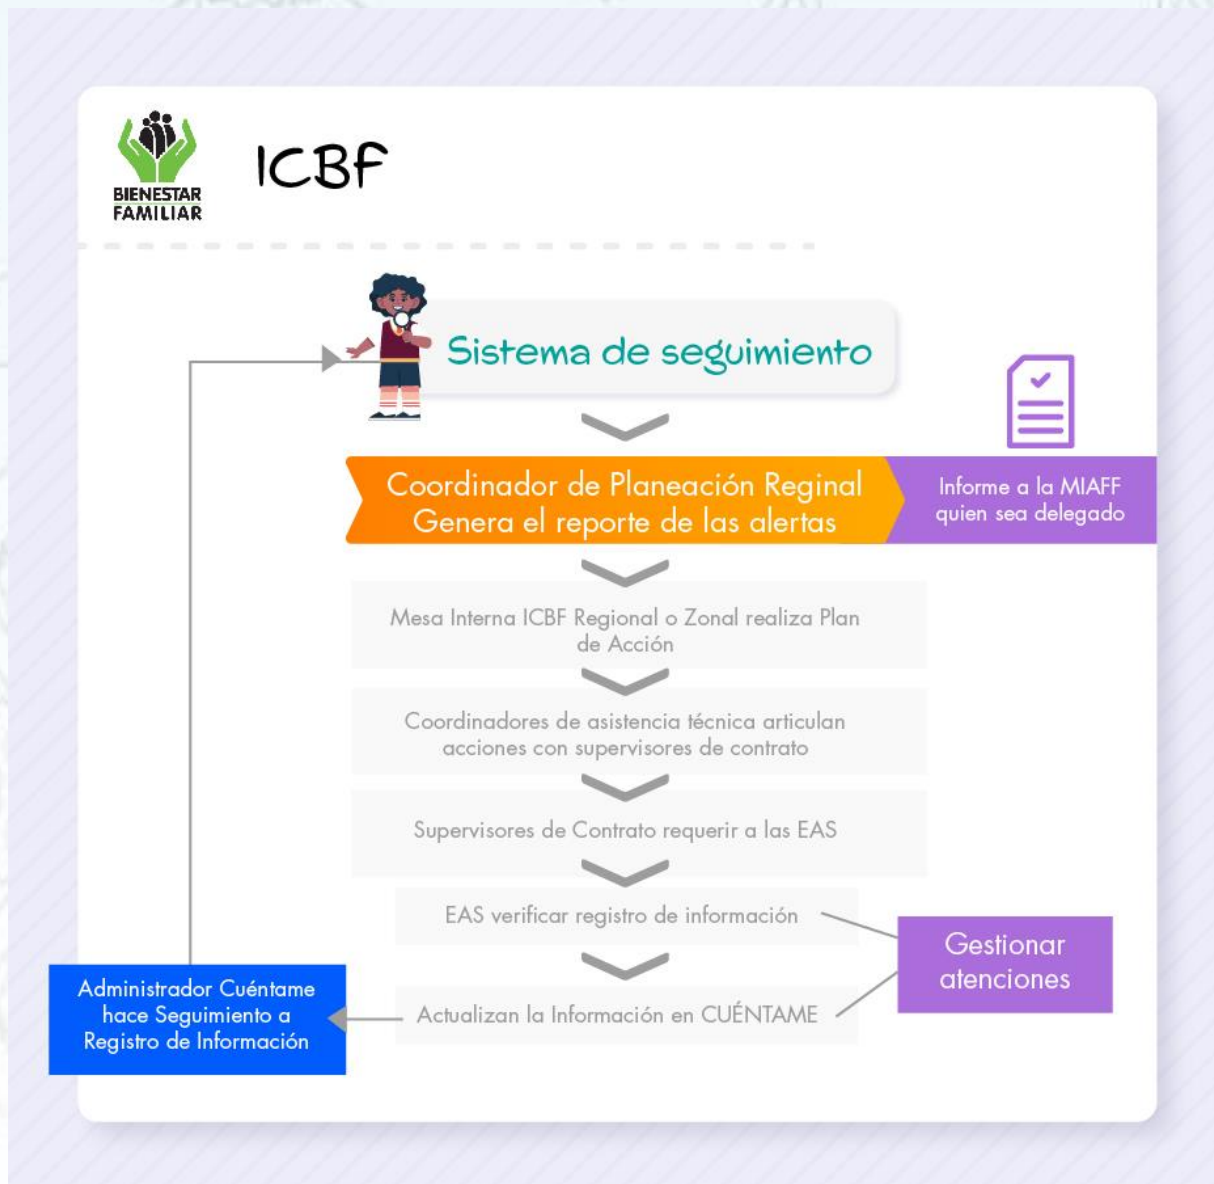 BIENESTAR
FAMILIAR
ICBF
Sistema de seguimiento
Coordinador de Planeación Reginal
Genera el reporte de las alertas
Informe a la MIAFF
quien sea delegado
Mesa Interna ICBF Regional o Zonal realiza Plan
de Acción
Coordinadores de asistencia técnica articulan
acciones con supervisores de contrato
Supervisores de Contrato requerir a las EAS
EAS verificar registro de información
Gestionar
atenciones
Actualizan la Información en CUÉNTAME
Administrador Cuéntame
hace Seguimiento a
Registro de Información